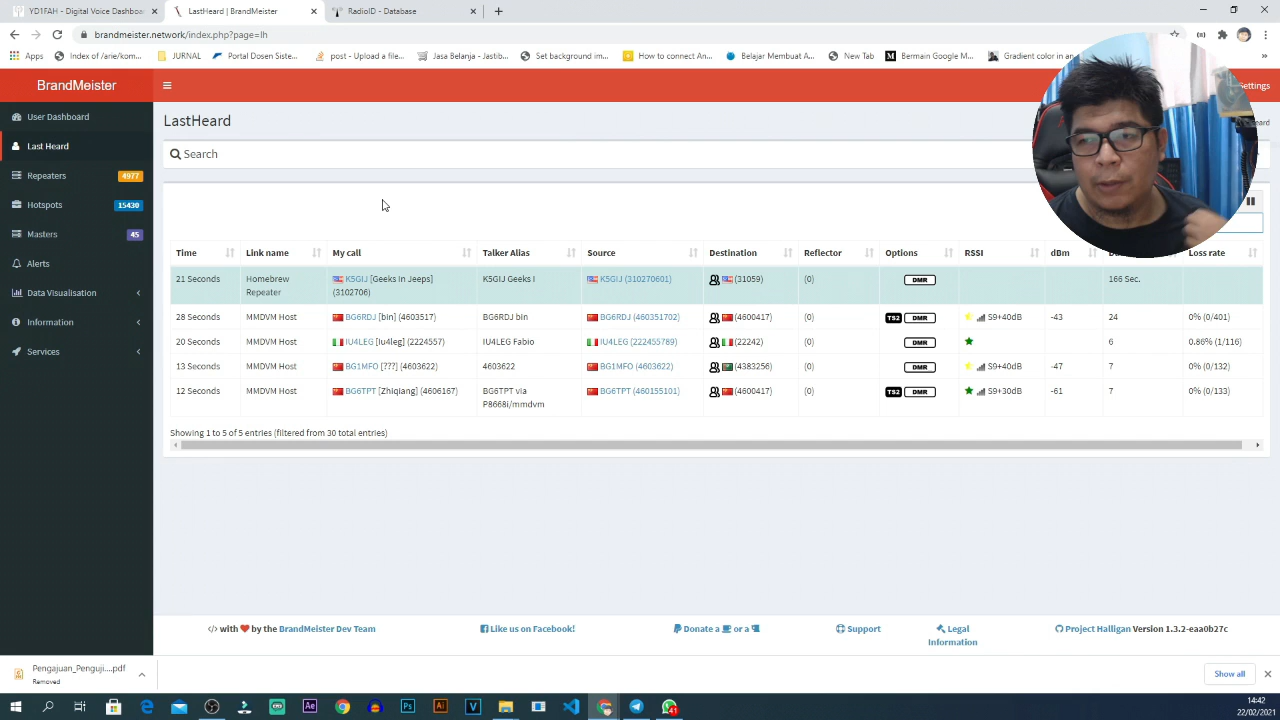 YD1FAH - Digital Voice Dashbo
LastHeard | BrandMeister
RadioID - Database
brandmeister.network/index.php?page=lh
Apps
Index of /arie/kom...
JURNAL
Portal Dosen Siste...
post - Upload a file...
Jasa Belanja - Jastib...
Set background im...
How to connect An...
Belajar Membuat A...
New Tab
Bermain Google M...
Gradient color in an
»
BrandMeister
Settings
User Dashboard
LastHeard
Last Heard
Search
Repeaters 4977
Hotspots 15430
Masters 45
Alerts
Data Visualisation
Information
Services
Time Link name My call Talker Alias Source Destination Reflector Options RSSI dBm Loss rate
21 Seconds Homebrew Repeater K5GIJ [Geeks in Jeeps] (3102706) K5GIJ Geeks I K5GIJ (310270601) (31059) (0) DMR 166 Sec.
28 Seconds MMDVM Host BG6RDJ [bin] (4603517) BG6RDJ bin BG6RDJ (460351702) (4600417) (0) TS2 DMR S9+40dB -43 24 0% (0/401)
20 Seconds MMDVM Host IU4LEG [Iu4leg] (2224557) IU4LEG Fabio IU4LEG (222455789) (22242) (0) DMR 6 0.86% (1/116)
13 Seconds MMDVM Host BG1MFO [???] (4603622) 4603622 BG1MFO (4603622) (4383256) (0) DMR S9+40dB -47 7 0% (0/132)
12 Seconds MMDVM Host BG6TPT [Zhiqiang] (4606167) BG6TPT via P8668i/mmdvm BG6TPT (460155101) (4600417) (0) TS2 DMR S9+30dB -61 7 0% (0/133)
Showing 1 to 5 of 5 entries (filtered from 30 total entries)
</> with by the BrandMeister Dev Team
Like us on Facebook!
Donate a or a
Support
Legal
Information
Project Halligan Version 1.3.2-eaa0b27c
Pengajuan_Penguji....pdf
Removed
Show all
41
14:42
22/02/2021